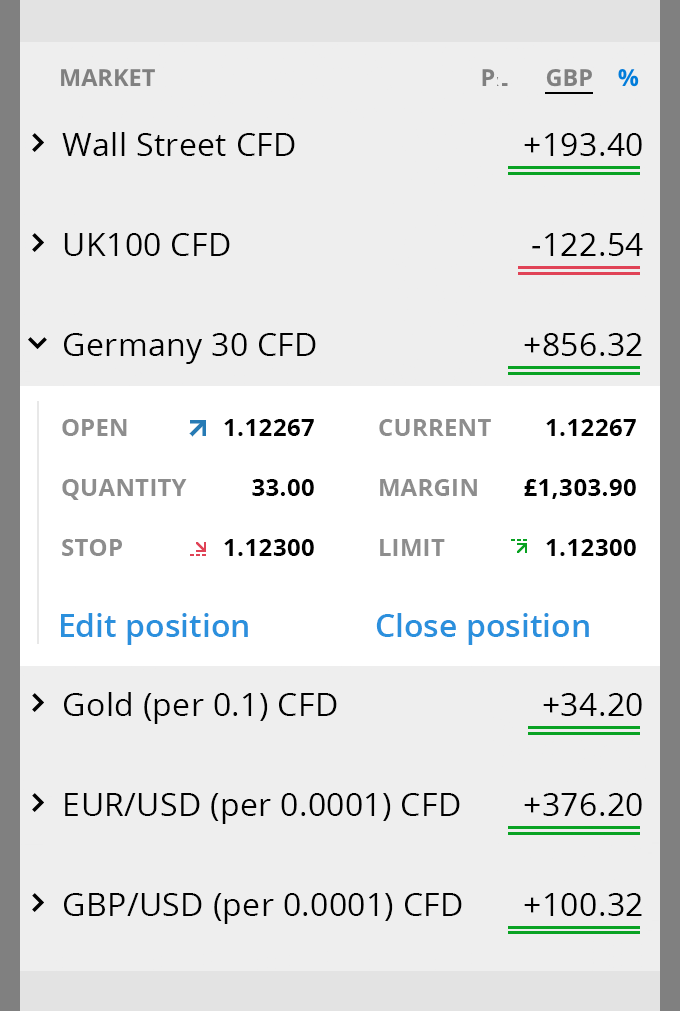 MARKET GBP %
Wall Street CFD +193.40
UK100 CFD -122.54
Germany 30 CFD +856.32
OPEN 1.12267 CURRENT 1.12267
QUANTITY 33.00 MARGIN £1,303.90
STOP 1.12300 LIMIT 1.12300
Edit position Close position
Gold (per 0.1) CFD +34.20
EUR/USD (per 0.0001) CFD +376.20
GBP/USD (per 0.0001) CFD +100.32